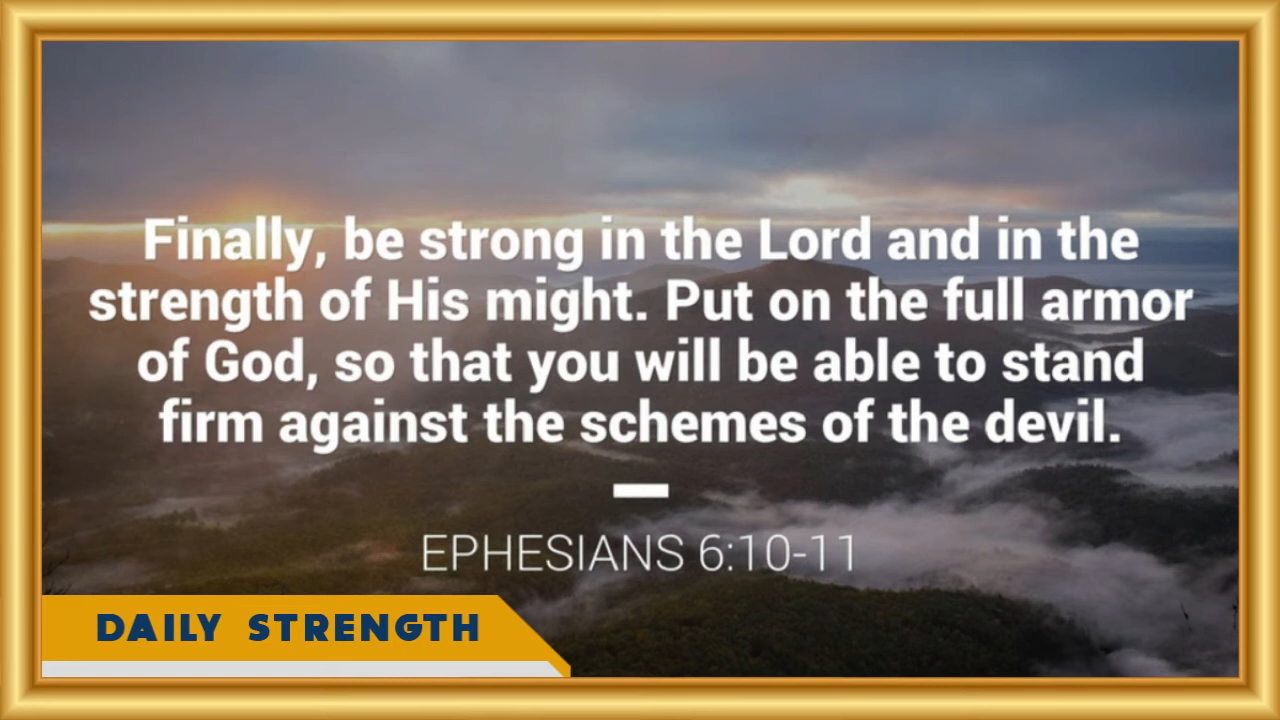 Finally, be strong in the Lord and in the
strength of His might. Put on the full armor
of God, so that you will be able to stand
firm against the schemes of the devil.
EPHESIANS 6:10-11
DAILY STRENGTH